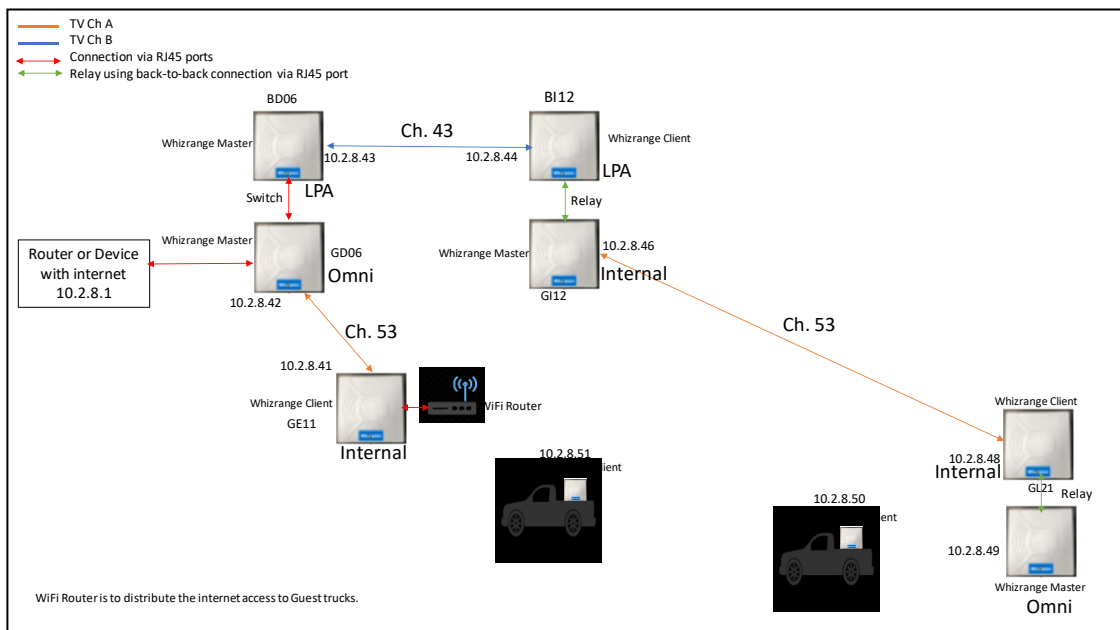 TV Ch A
TV Ch B
Connection via RJ45 ports
Relay using back-to-back connection via RJ45 port
BD06
BI12
Whizrange Master
Ch. 43
Whizrange Client
10.2.8.43
10.2.8.44
LPA
LPA
Switch
Relay
Whizrange Master
GD06
Omni
10.2.8.42
Router or Device
with internet
10.2.8.1
Whizrange Master
10.2.8.46
Internal
GI12
Ch. 53
Ch. 53
10.2.8.41
Whizrange Client
GE11
Internal
WiFi Router
Whizrange Client
10.2.8.48
Internal
GL21
Relay
10.2.8.51
10.2.8.50
10.2.8.49
Whizrange Master
Omni
WiFi Router is to distribute the internet access to Guest trucks.